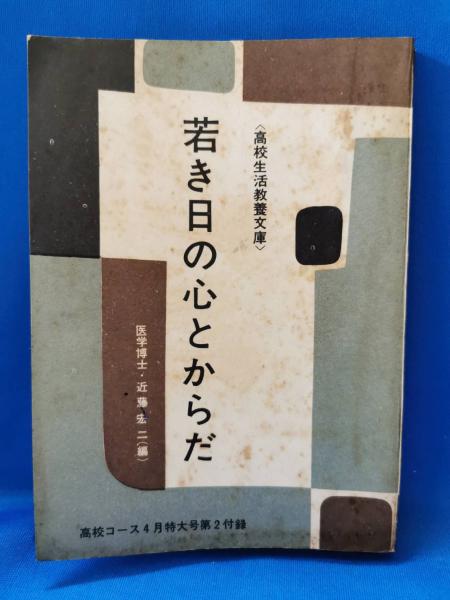 〈高校生活教養文庫〉
若き日の心とからだ
医学博士・近藤宏二(編)
高校コース4月特大号第2付録